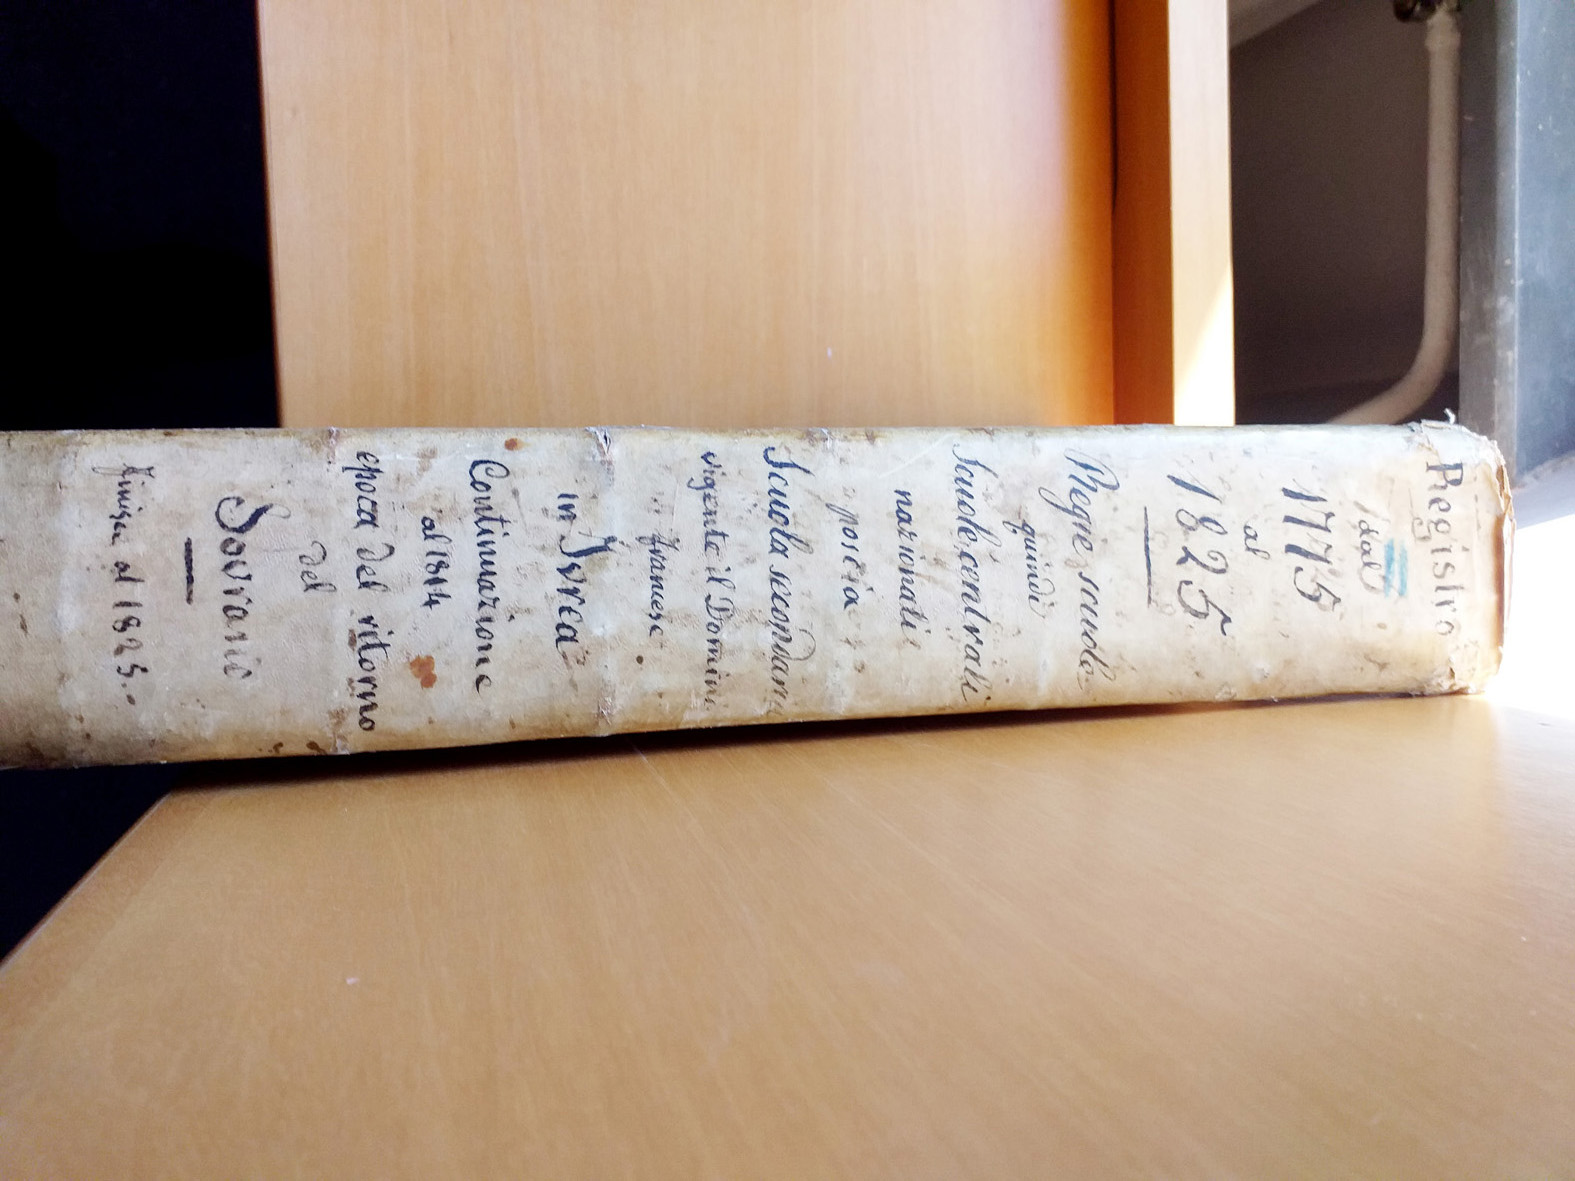 Registro
dal
1775
al
1825
Regie scuole
quindi
Scuole centrali
nazionali
poscia
Scuola secondaria
vigente il Domini
Francese
in Ivrea
Continuazione
al 1814
epoca del ritorno
del
Sovrano
finisce al 1825.